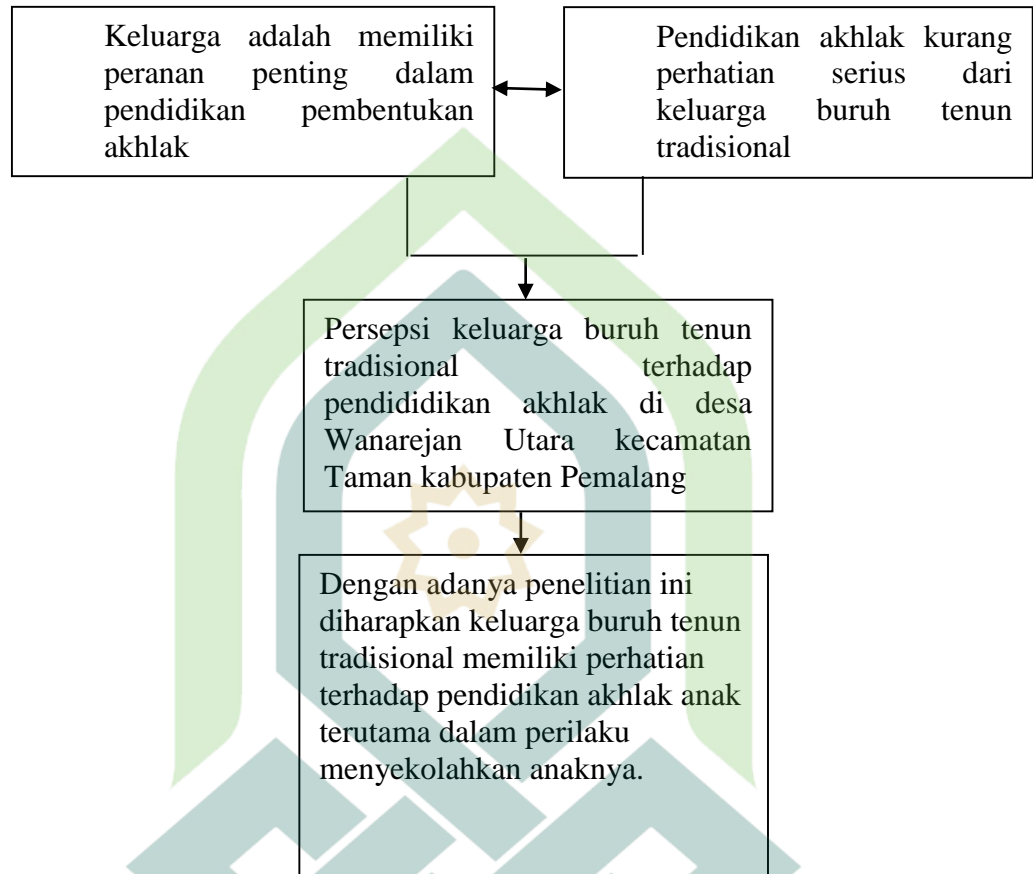 Keluarga adalah memiliki
peranan penting dalam
pendidikan pembentukan
akhlak
Pendidikan akhlak kurang
perhatian serius dari
keluarga buruh tenun
tradisional
Persepsi keluarga buruh tenun
tradisional terhadap
pendididikan akhlak di desa
Wanarejan Utara kecamatan
Taman kabupaten Pemalang
Dengan adanya penelitian ini
diharapkan keluarga buruh tenun
tradisional memiliki perhatian
terhadap pendidikan akhlak anak
terutama dalam perilaku
menyekolahkan anaknya.